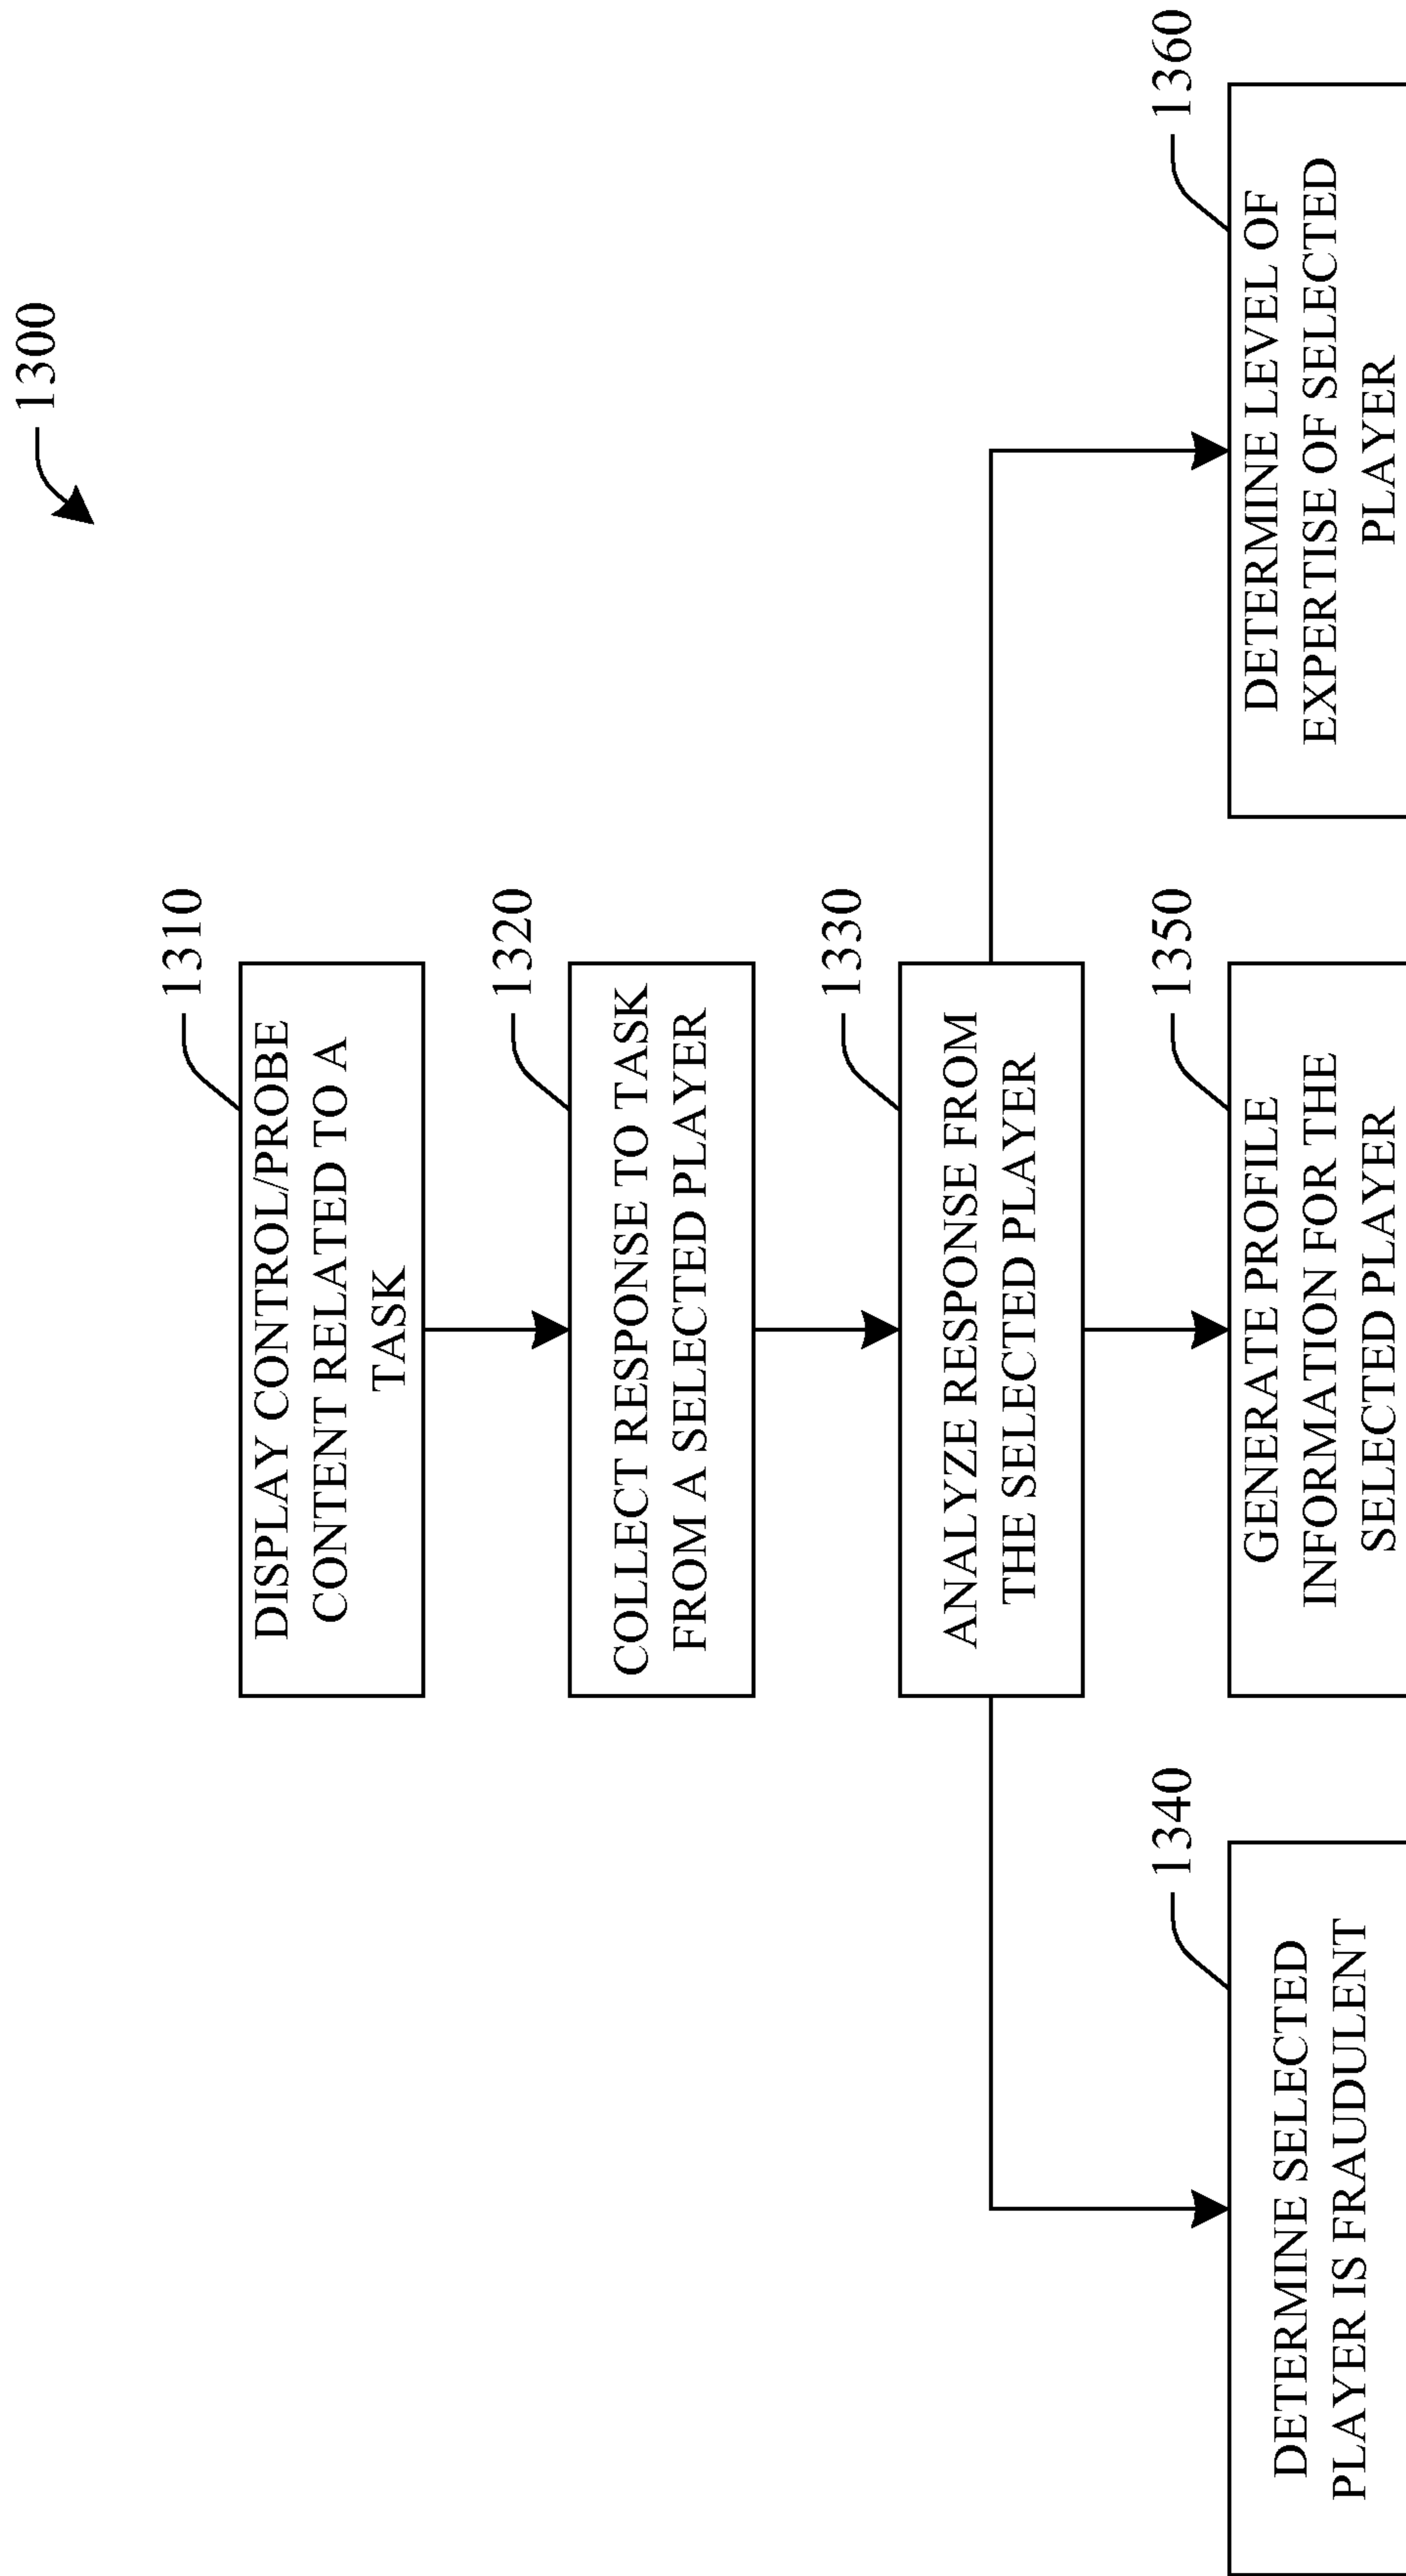 1300
1310
DISPLAY CONTROL/PROBE
CONTENT RELATED TO A
TASK
1320
COLLECT RESPONSE TO TASK
FROM A SELECTED PLAYER
1330
ANALYZE RESPONSE FROM
THE SELECTED PLAYER
1340
DETERMINE SELECTED
PLAYER IS FRAUDULENT
1350
GENERATE PROFILE
INFORMATION FOR THE
SELECTED PLAYER
1360
DETERMINE LEVEL OF
EXPERTISE OF SELECTED
PLAYER